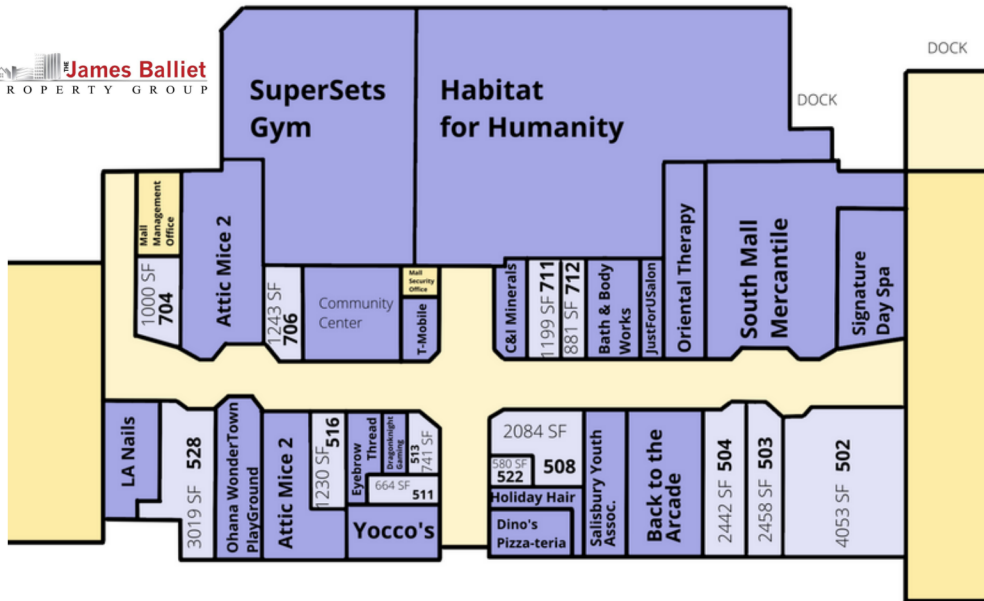 THE
James Balliet
ROPERTY GROUP
DOCK
DOCK
SuperSets
Gym
Habitat
for Humanity
Mall
Management
Office
1000 SF
704
Attic Mice 2
1243 SF
706
Community
Center
Mall
Security
Office
T-Mobile
C&I Minerals
1199 SF 711
881 SF 712
Bath & Body
Works
JustForUSalon
Oriental Therapy
South Mall
Mercantile
Signature
Day Spa
LA Nails
3019 SF 528
Ohana WonderTown
PlayGround
Attic Mice 2
1230 SF 516
Eyebrow
Thread
Dragonknight
Gaming
513
741 SF
664 SF
511
Yocco's
2084 SF
508
580 SF
522
Holiday Hair
Dino's
Pizza-teria
Salisbury Youth
Assoc.
Back to the
Arcade
2442 SF 504
2458 SF 503
4053 SF 502